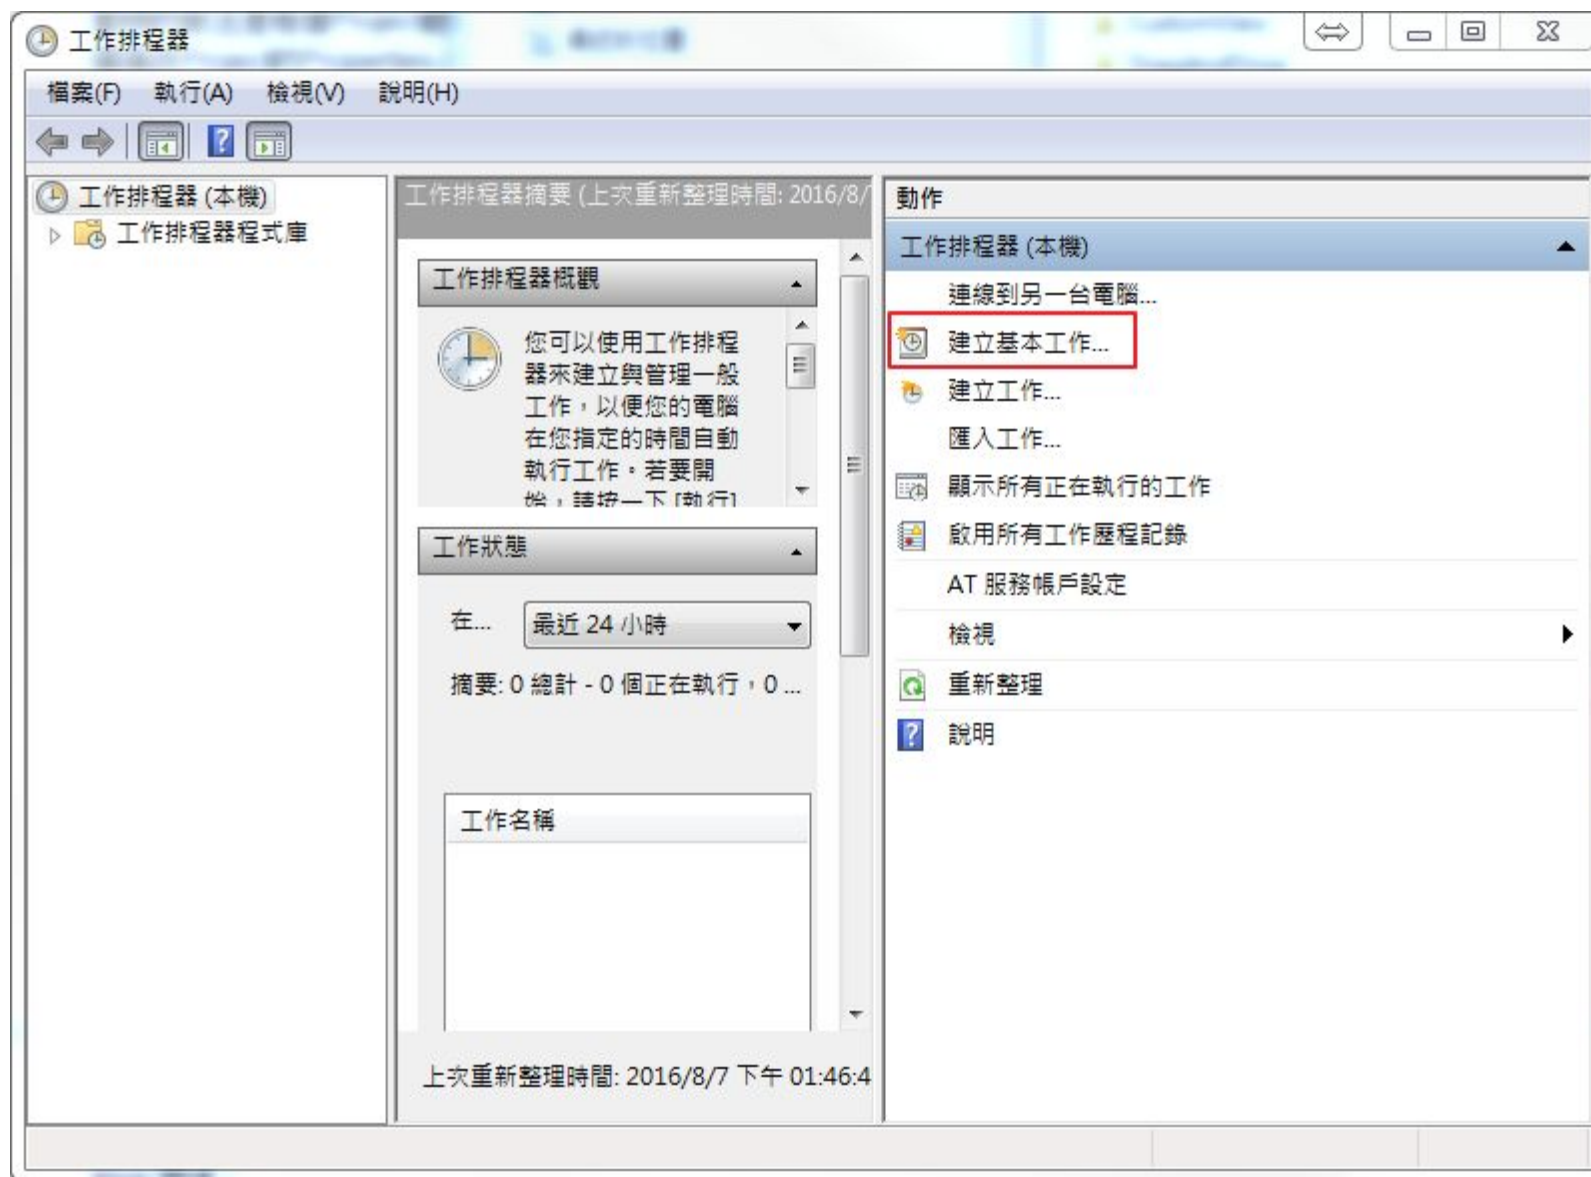 工作排程器
檔案(F) 執行(A) 檢視(V) 說明(H)
工作排程器 (本機)
工作排程器程式庫
工作排程器摘要 (上次重新整理時間: 2016/8/
工作排程器概觀
您可以使用工作排程
器來建立與管理一般
工作，以便您的電腦
在您指定的時間自動
執行工作。若要開
始，請按一下 [執行]
工作狀態
在... 最近 24 小時
摘要: 0 總計 - 0 個正在執行，0 ...
工作名稱
上次重新整理時間: 2016/8/7 下午 01:46:4
動作
工作排程器 (本機)
連線到另一台電腦...
建立基本工作...
建立工作...
匯入工作...
顯示所有正在執行的工作
啟用所有工作歷程記錄
AT 服務帳戶設定
檢視
重新整理
說明